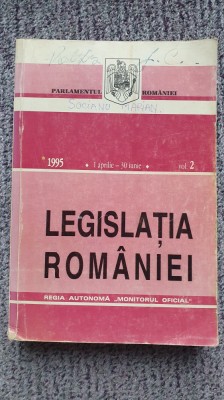 PARLAMENTUL ROMÂNIEI
1995 • 1 aprilie – 30 iunie • vol. 2
LEGISLAȚIA
ROMÂNIEI
REGIA AUTONOMĂ „MONITORUL OFICIAL”